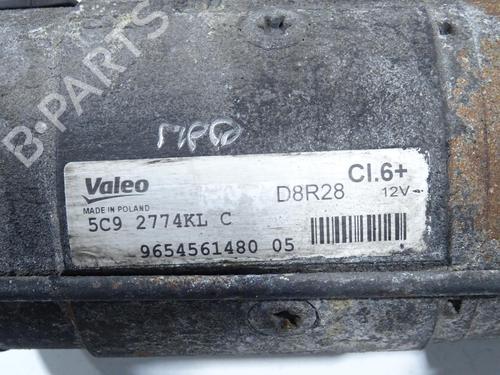 B-PARTS
Valeo
MADE IN POLAND
D8R28
Cl.6+
12V
5C9 2774KL C
9654561480 05